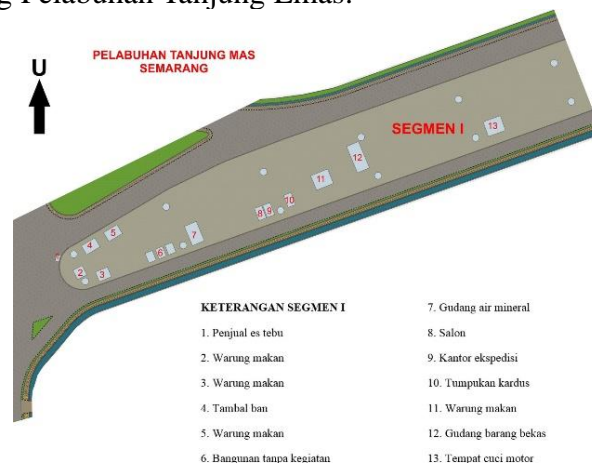 g Pelabuhan Tanjung Emas.
PELABUHAN TANJUNG MAS
SEMARANG
U
SEGMEN I
13
12
11
10
8 9
7
5
4
6
2
3
KETERANGAN SEGMEN I
1. Penjual es tebu
2. Warung makan
3. Warung makan
4. Tambal ban
5. Warung makan
6. Bangunan tanpa kegiatan
7. Gudang air mineral
8. Salon
9. Kantor ekspedisi
10. Tumpukan kardus
11. Warung makan
12. Gudang barang bekas
13. Tempat cuci motor